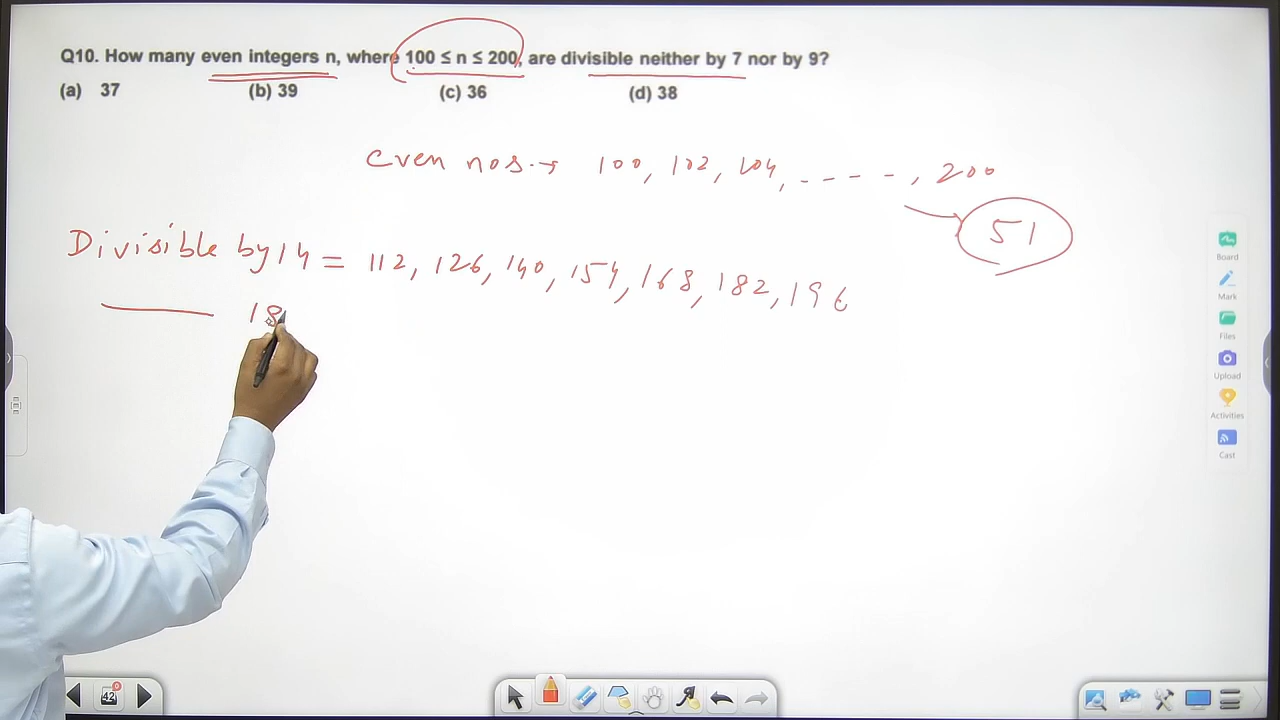 Q10. How many even integers n, where 100 ≤ n ≤ 200, are divisible neither by 7 nor by 9?
(a) 37 (b) 39 (c) 36 (d) 38
even nos. → 100, 102, 104, - - - - , 200
51
Divisible by 14 = 112, 126, 140, 154, 168, 182, 196
18
Board
Mark
Files
Upload
Activities
Cast
42
0